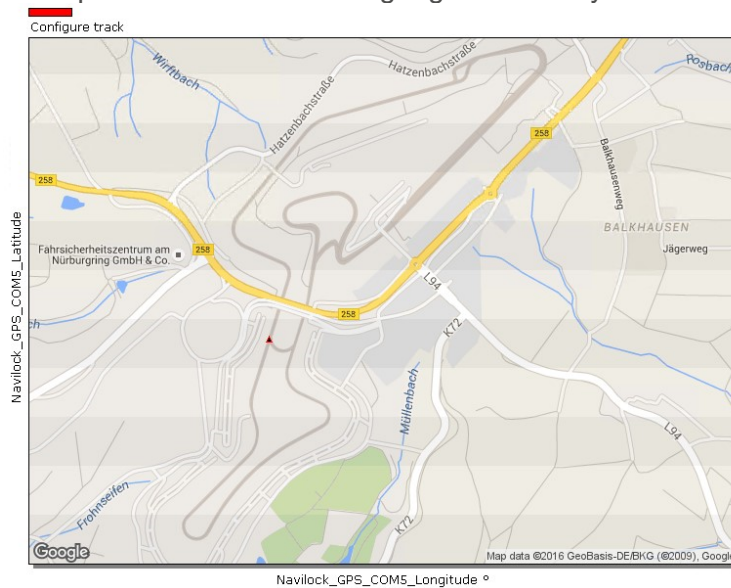 Configure track
Wirftbach
Hatzenbachstraße
Posbach
Hatzenbachstraße
258
258
Balkhausenweg
BALKHAUSEN
Fahrsicherheitszentrum am
Nürburgring GmbH & Co.
258
Jägerweg
L94
258
K72
Müllenbach
L94
Frohnseifen
K72
Google
Map data ©2016 GeoBasis-DE/BKG (©2009), Google
Navilock_GPS_COM5_Latitude
Navilock_GPS_COM5_Longitude °